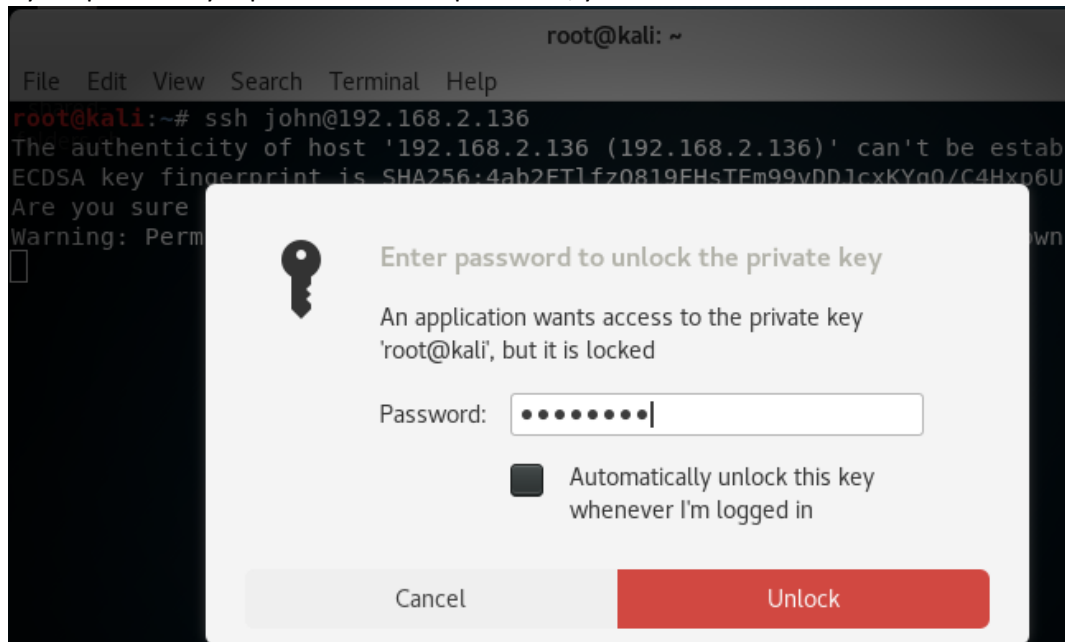 root@kali: ~
File Edit View Search Terminal Help
root@kali:~# ssh john@192.168.2.136
The authenticity of host '192.168.2.136 (192.168.2.136)' can't be estab
ECDSA key fingerprint is
Are you sure
Warning: Perm
wn
Enter password to unlock the private key
An application wants access to the private key
'root@kali', but it is locked
Password: ••••••••
Automatically unlock this key
whenever I'm logged in
Cancel Unlock